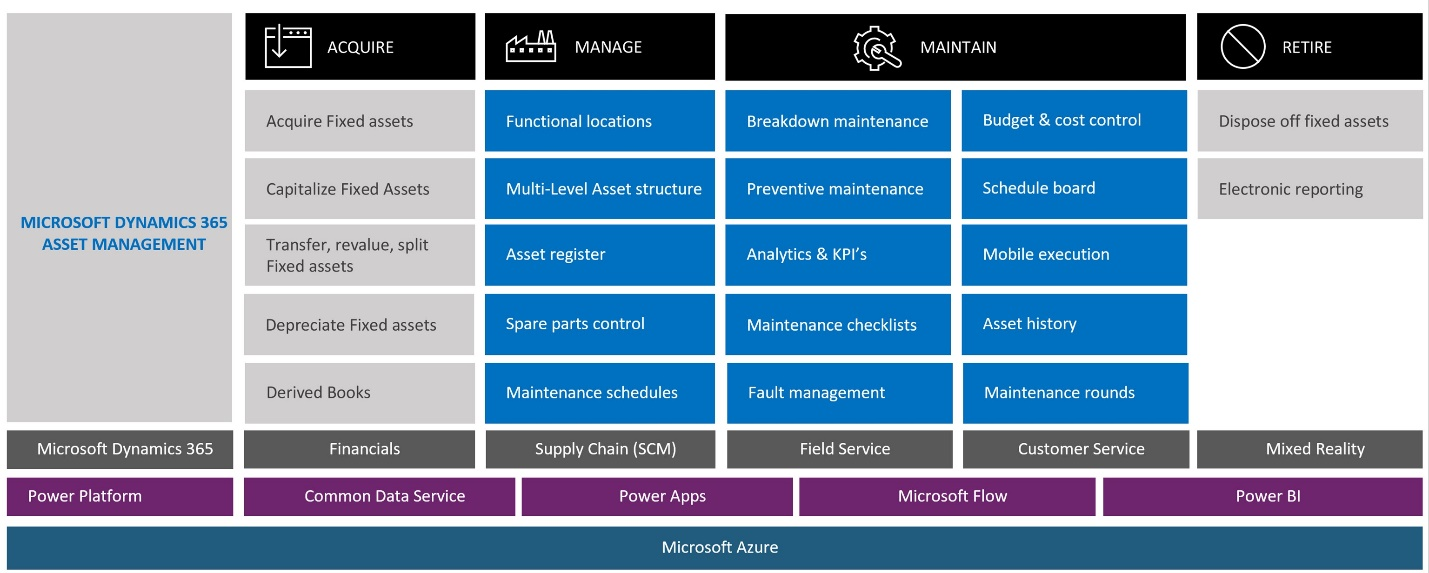 ACQUIRE
MANAGE
MAINTAIN
RETIRE
MICROSOFT DYNAMICS 365
ASSET MANAGEMENT
Acquire Fixed assets
Functional locations
Breakdown maintenance
Budget & cost control
Dispose off fixed assets
Capitalize Fixed Assets
Multi-Level Asset structure
Preventive maintenance
Schedule board
Electronic reporting
Transfer, revalue, split
Fixed assets
Asset register
Analytics & KPI’s
Mobile execution
Depreciate Fixed assets
Spare parts control
Maintenance checklists
Asset history
Derived Books
Maintenance schedules
Fault management
Maintenance rounds
Microsoft Dynamics 365
Financials
Supply Chain (SCM)
Field Service
Customer Service
Mixed Reality
Power Platform
Common Data Service
Power Apps
Microsoft Flow
Power BI
Microsoft Azure